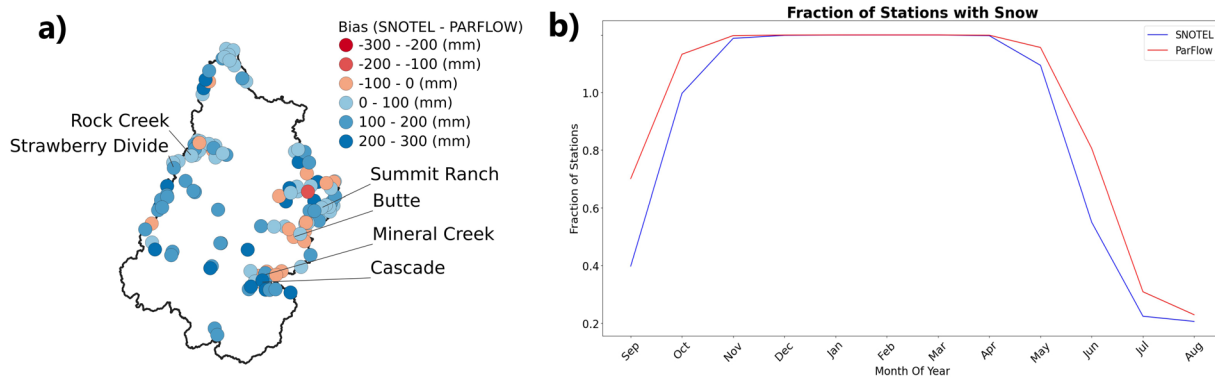 a)
Bias (SNOTEL - PARFLOW)
-300 - -200 (mm)
-200 - -100 (mm)
-100 - 0 (mm)
0 - 100 (mm)
100 - 200 (mm)
200 - 300 (mm)
Rock Creek
Strawberry Divide
Summit Ranch
Butte
Mineral Creek
Cascade
b)
Fraction of Stations with Snow
SNOTEL
ParFlow
Fraction of Stations
1.0
0.8
0.6
0.4
0.2
Sep
Oct
Nov
Dec
Jan
Feb
Mar
Apr
May
Jun
Jul
Aug
Month Of Year